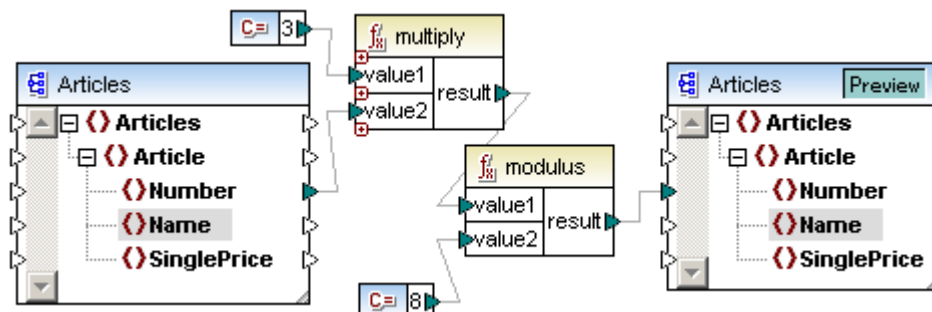 C= 3
multiply
value1
value2
result
Articles
Articles
Article
Number
Name
SinglePrice
modulus
value1
value2
result
C= 8
Articles Preview
Articles
Article
Number
Name
SinglePrice